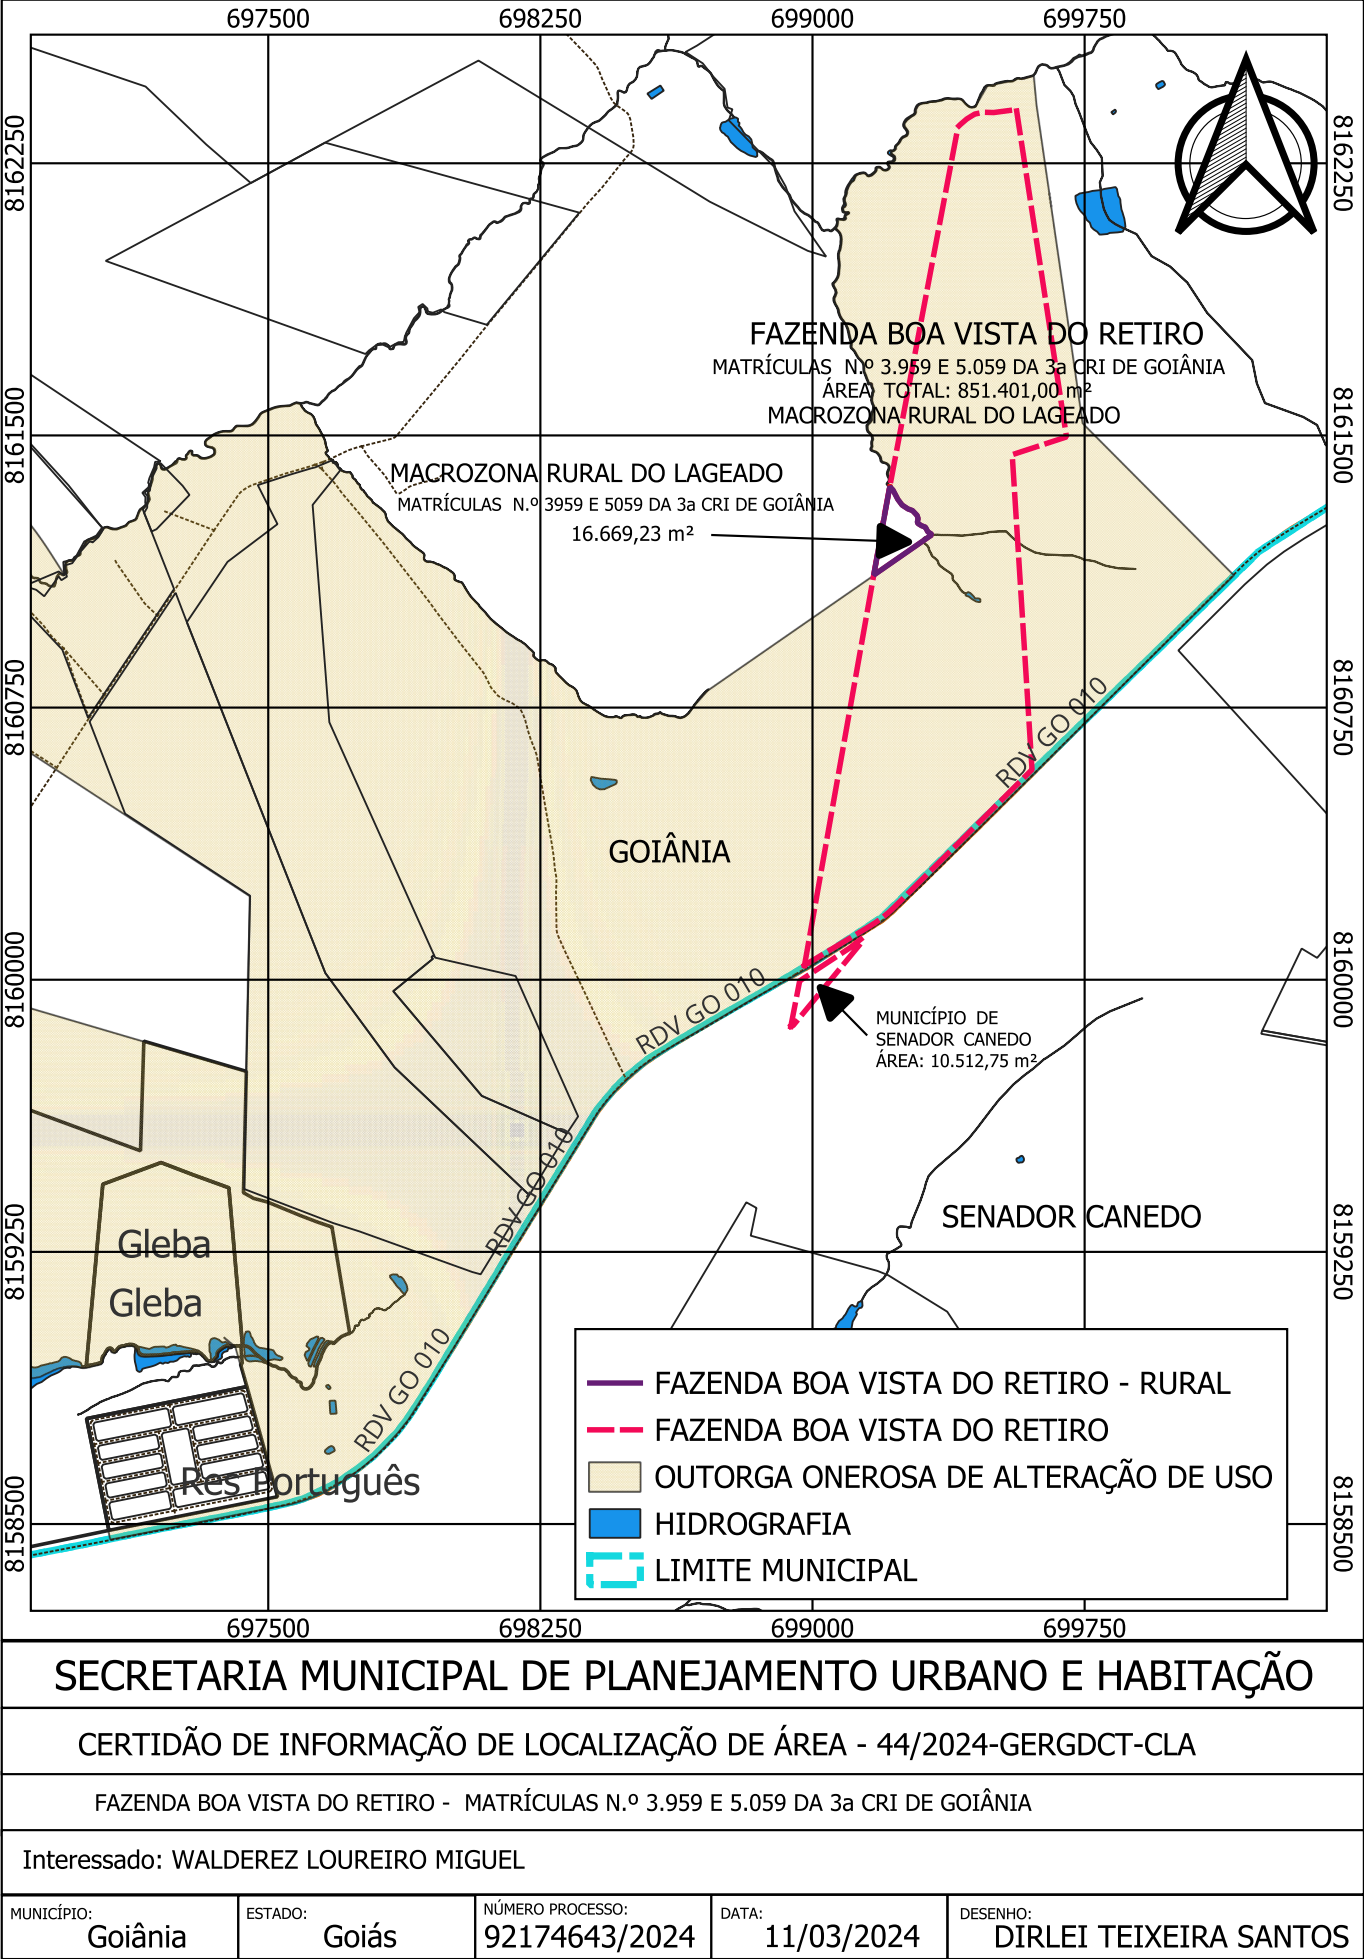 697500 698250 699000 699750
8162250 8162250
FAZENDA BOA VISTA DO RETIRO
MATRÍCULAS N.º 3.959 E 5.059 DA 3a CRI DE GOIÂNIA
ÁREA TOTAL: 851.401,00 m²
MACROZONA RURAL DO LAGEADO
8161500 8161500
MACROZONA RURAL DO LAGEADO
MATRÍCULAS N.º 3959 E 5059 DA 3a CRI DE GOIÂNIA
16.669,23 m²
8160750 8160750
RDV GO 010
GOIÂNIA
8160000 8160000
RDV GO 010
MUNICÍPIO DE
SENADOR CANEDO
ÁREA: 10.512,75 m²
RDV GO 010
SENADOR CANEDO
8159250 8159250
Gleba
Gleba
RDV GO 010
Res Português
8158500 8158500
FAZENDA BOA VISTA DO RETIRO - RURAL
FAZENDA BOA VISTA DO RETIRO
OUTORGA ONEROSA DE ALTERAÇÃO DE USO
HIDROGRAFIA
LIMITE MUNICIPAL
697500 698250 699000 699750
SECRETARIA MUNICIPAL DE PLANEJAMENTO URBANO E HABITAÇÃO
CERTIDÃO DE INFORMAÇÃO DE LOCALIZAÇÃO DE ÁREA - 44/2024-GERGDCT-CLA
FAZENDA BOA VISTA DO RETIRO - MATRÍCULAS N.º 3.959 E 5.059 DA 3a CRI DE GOIÂNIA
Interessado: WALDEREZ LOUREIRO MIGUEL
MUNICÍPIO: Goiânia
ESTADO: Goiás
NÚMERO PROCESSO: 92174643/2024
DATA: 11/03/2024
DESENHO: DIRLEI TEIXEIRA SANTOS